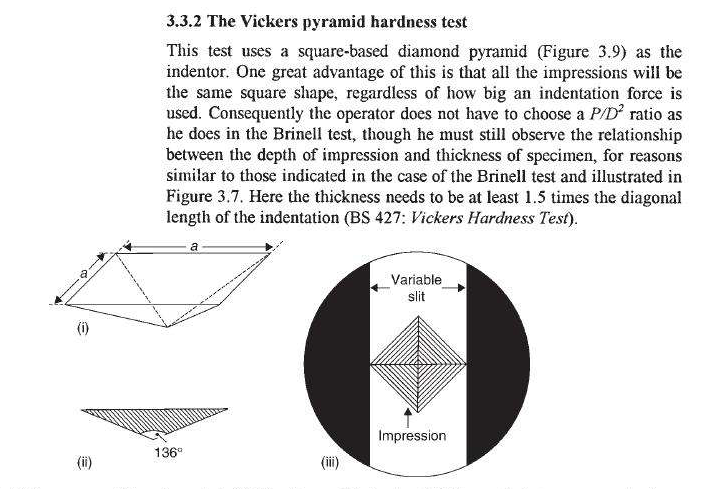 3.3.2 The Vickers pyramid hardness test
This test uses a square-based diamond pyramid (Figure 3.9) as the
indentor. One great advantage of this is that all the impressions will be
the same square shape, regardless of how big an indentation force is
used. Consequently the operator does not have to choose a P/D² ratio as
he does in the Brinell test, though he must still observe the relationship
between the depth of impression and thickness of specimen, for reasons
similar to those indicated in the case of the Brinell test and illustrated in
Figure 3.7. Here the thickness needs to be at least 1.5 times the diagonal
length of the indentation (BS 427: Vickers Hardness Test).
a
a
(i)
136°
(ii)
Variable
slit
Impression
(iii)